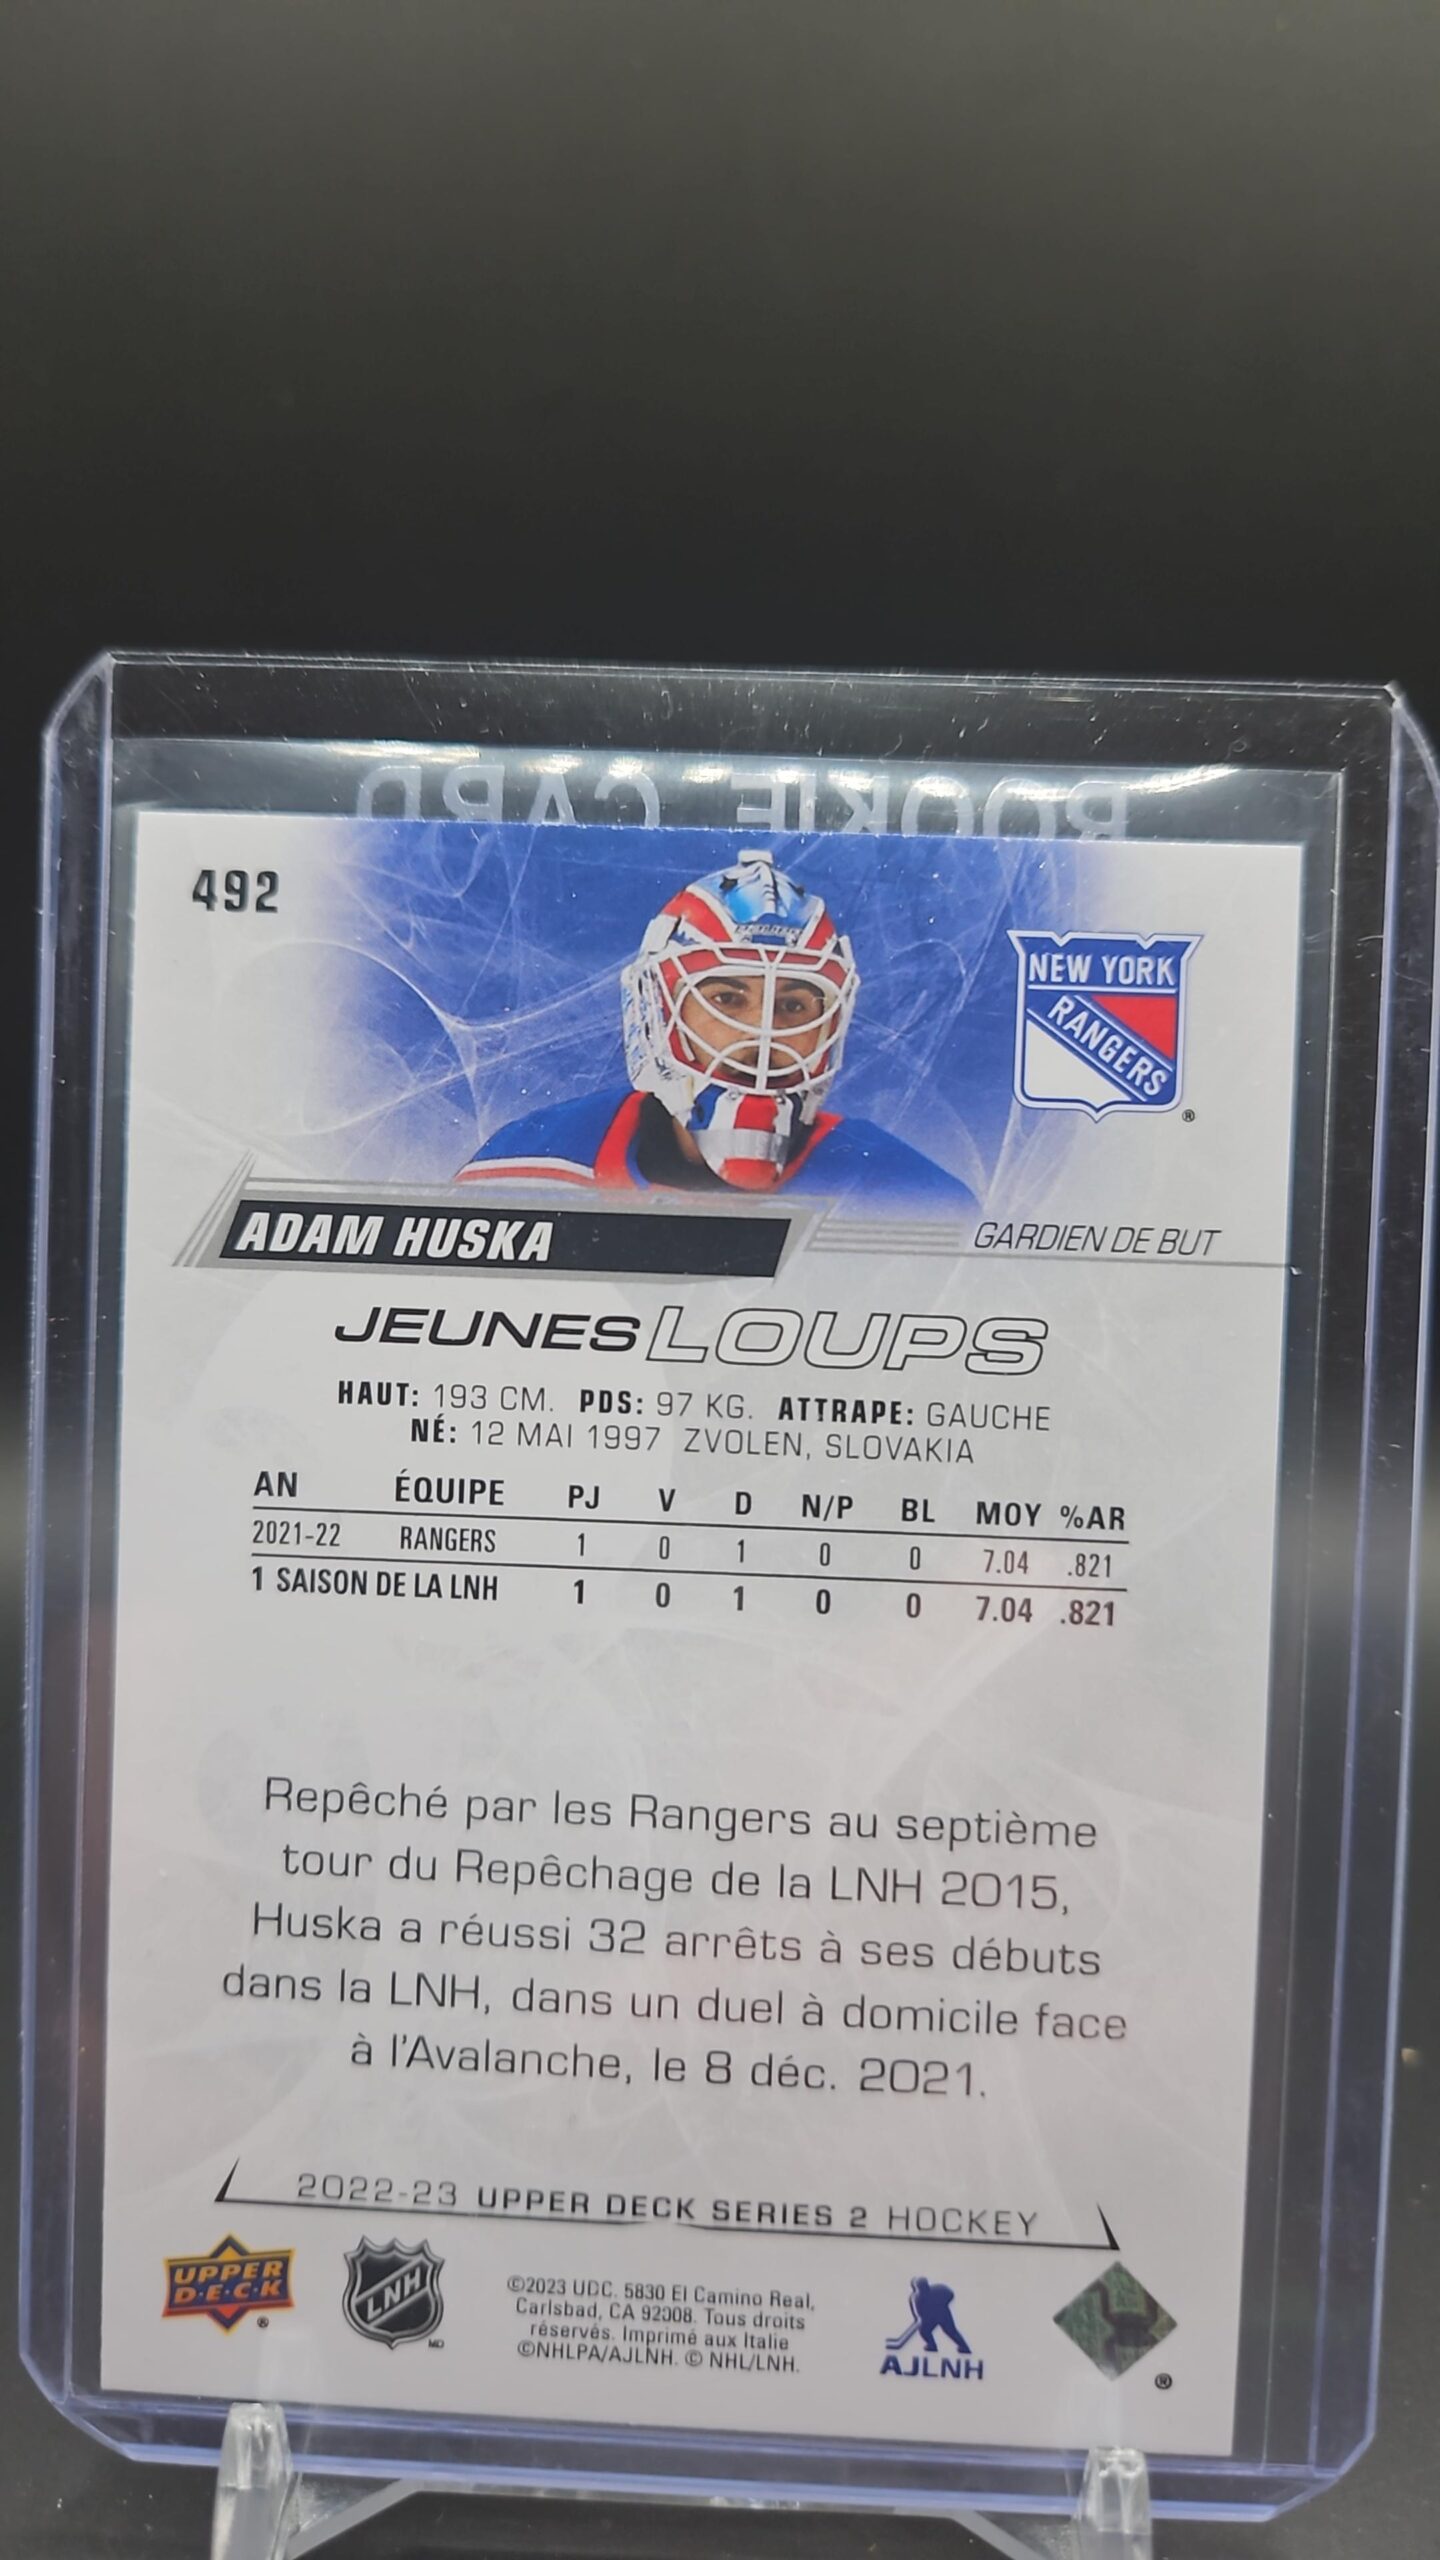 ROOKIE CARD
492
NEW YORK
RANGERS
®
ADAM HUSKA
GARDIEN DE BUT
JEUNES LOUPS
HAUT: 193 CM. PDS: 97 KG. ATTRAPE: GAUCHE
NÉ: 12 MAI 1997 ZVOLEN, SLOVAKIA
AN ÉQUIPE PJ V D N/P BL MOY %AR
2021-22 RANGERS 1 0 1 0 0 7.04 .821
1 SAISON DE LA LNH 1 0 1 0 0 7.04 .821
Repêché par les Rangers au septième
tour du Repêchage de la LNH 2015,
Huska a réussi 32 arrêts à ses débuts
dans la LNH, dans un duel à domicile face
à l'Avalanche, le 8 déc. 2021.
2022-23 UPPER DECK SERIES 2 HOCKEY
UPPER
D·E·C·K
®
LNH
MD
©2023 UDC. 5830 El Camino Real,
Carlsbad, CA 92008. Tous droits
réservés. Imprimé aux Italie
©NHLPA/AJLNH. © NHL/LNH.
AJLNH
®